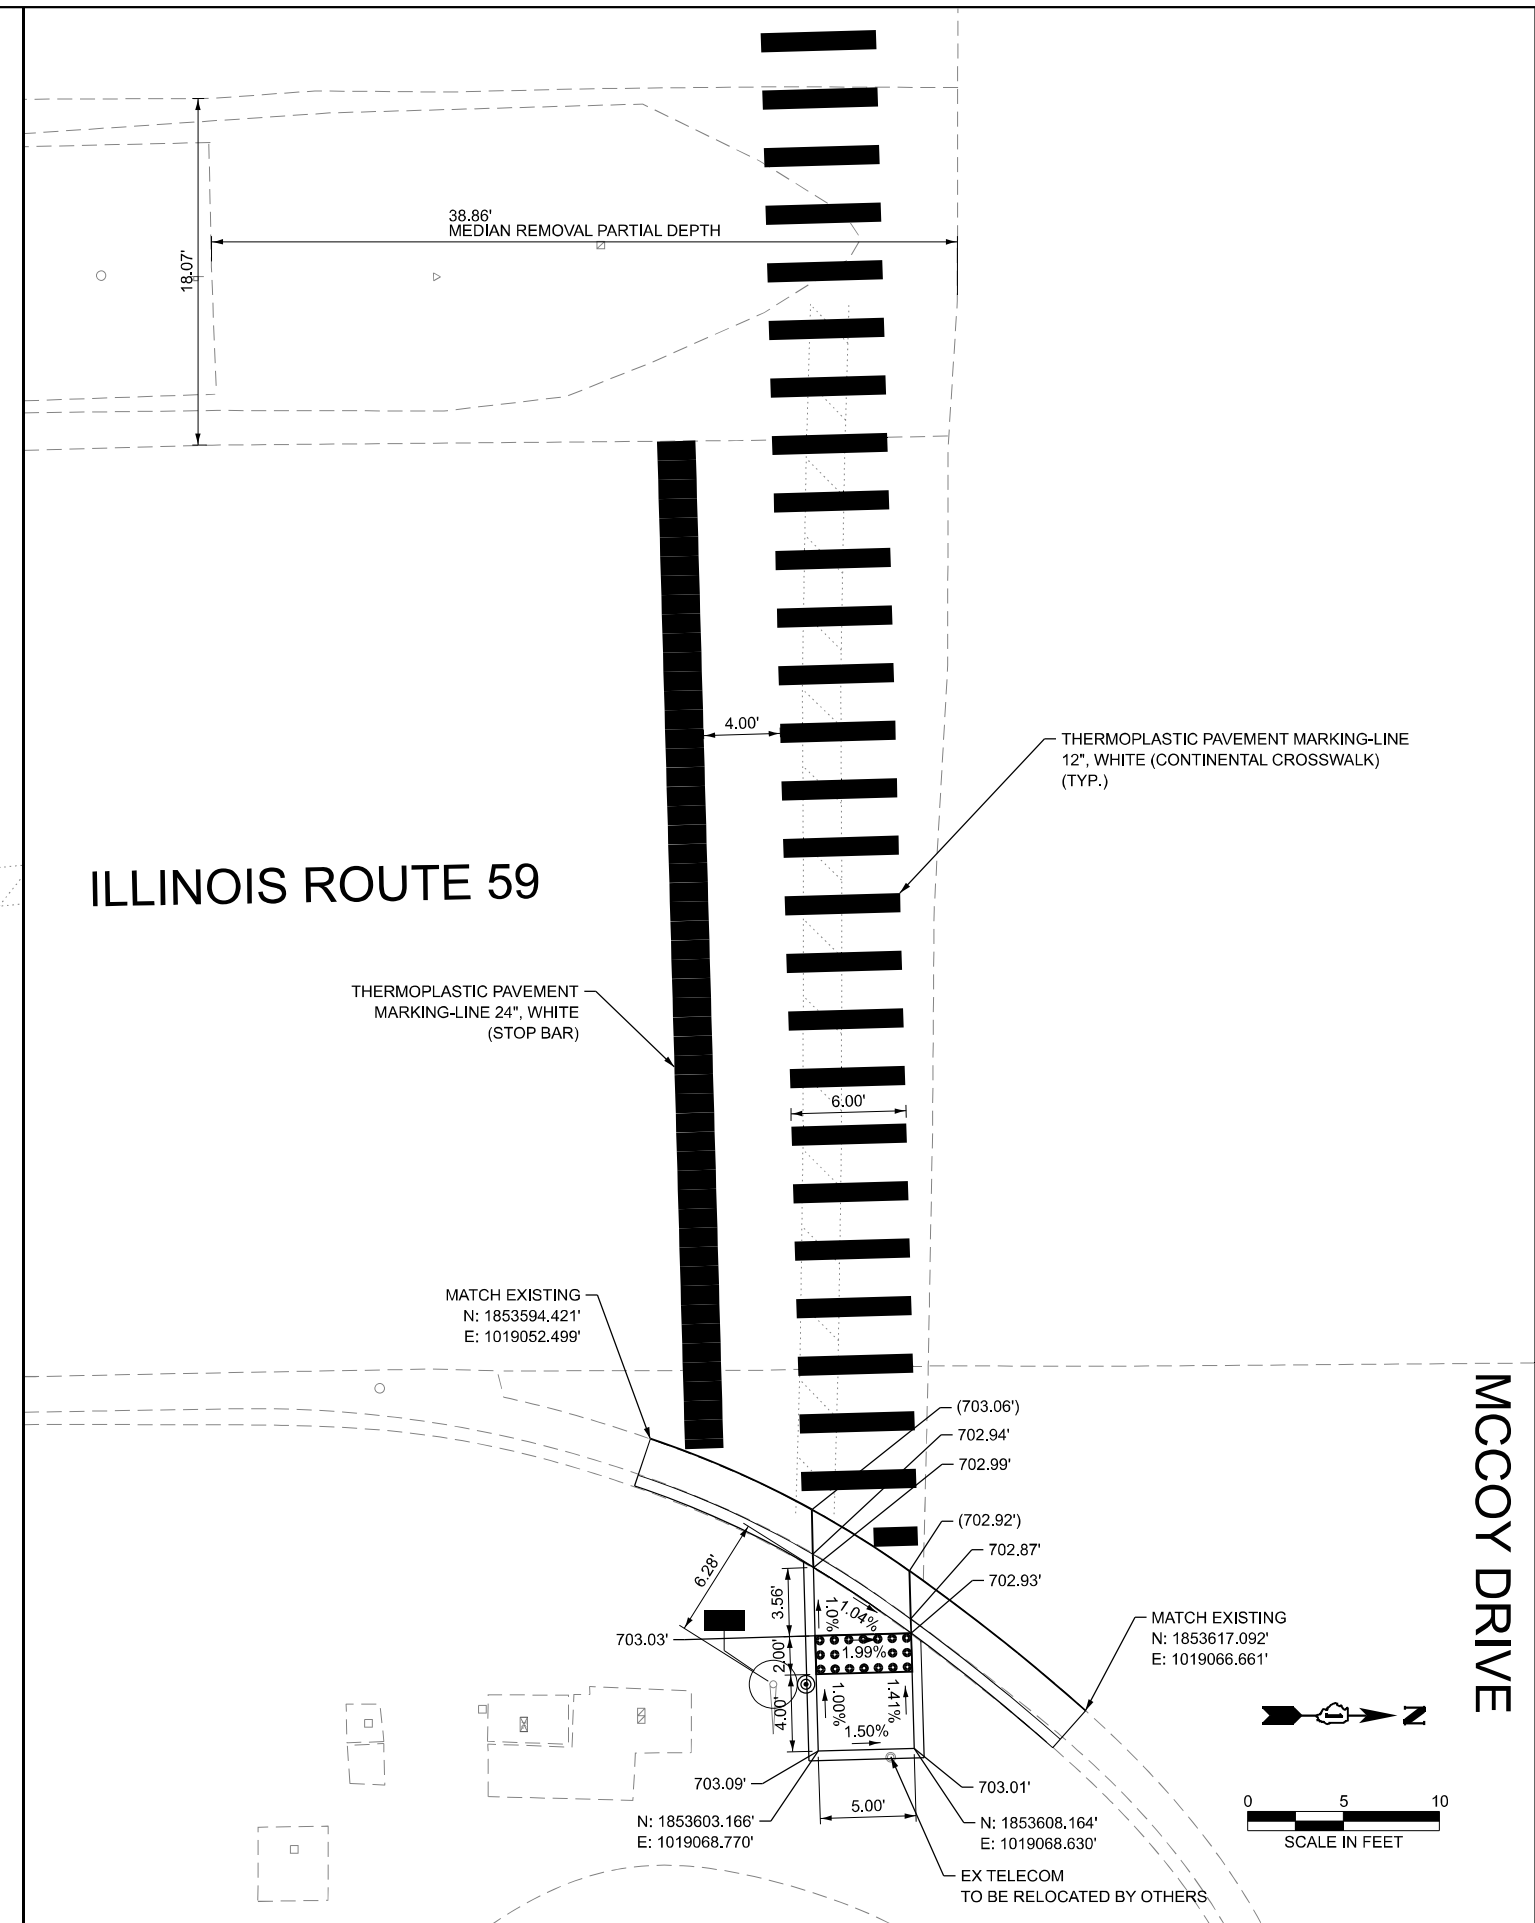 38.86'
MEDIAN REMOVAL PARTIAL DEPTH
18.07'
4.00'
THERMOPLASTIC PAVEMENT MARKING-LINE
12", WHITE (CONTINENTAL CROSSWALK)
(TYP.)
ILLINOIS ROUTE 59
THERMOPLASTIC PAVEMENT
MARKING-LINE 24", WHITE
(STOP BAR)
6.00'
MATCH EXISTING
N: 1853594.421'
E: 1019052.499'
MCCOY DRIVE
(703.06')
702.94'
702.99'
(702.92')
702.87'
702.93'
6.28'
3.56'
1.0%
1.04%
703.03'
2.00'
1.99%
MATCH EXISTING
N: 1853617.092'
E: 1019066.661'
4.00'
1.00%
1.41%
1.50%
N
703.09'
703.01'
5.00'
N: 1853603.166'
E: 1019068.770'
N: 1853608.164'
E: 1019068.630'
0 5 10
SCALE IN FEET
EX TELECOM
TO BE RELOCATED BY OTHERS